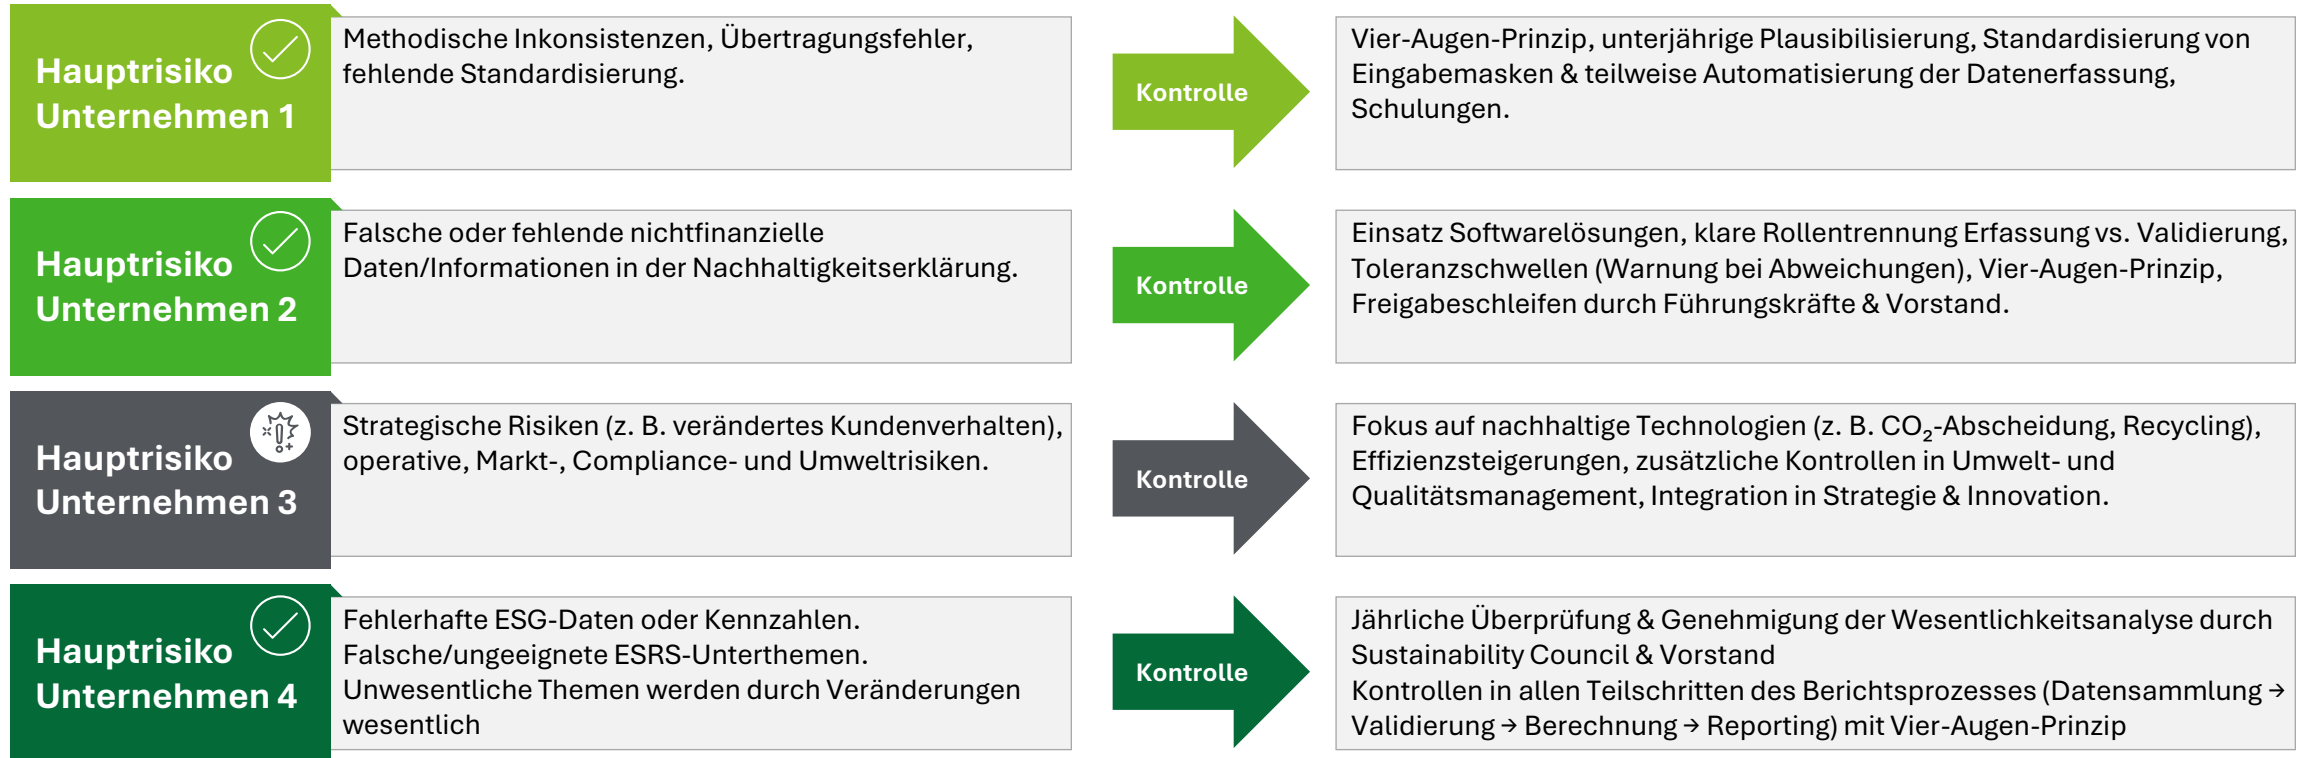 Hauptrisiko
Unternehmen 1
Methodische Inkonsistenzen, Übertragungsfehler,
fehlende Standardisierung.
Kontrolle
Vier-Augen-Prinzip, unterjährige Plausibilisierung, Standardisierung von
Eingabemasken & teilweise Automatisierung der Datenerfassung,
Schulungen.
Hauptrisiko
Unternehmen 2
Falsche oder fehlende nichtfinanzielle
Daten/Informationen in der Nachhaltigkeitserklärung.
Kontrolle
Einsatz Softwarelösungen, klare Rollentrennung Erfassung vs. Validierung,
Toleranzschwellen (Warnung bei Abweichungen), Vier-Augen-Prinzip,
Freigabeschleifen durch Führungskräfte & Vorstand.
Hauptrisiko
Unternehmen 3
Strategische Risiken (z. B. verändertes Kundenverhalten),
operative, Markt-, Compliance- und Umweltrisiken.
Kontrolle
Fokus auf nachhaltige Technologien (z. B. CO₂-Abscheidung, Recycling),
Effizienzsteigerungen, zusätzliche Kontrollen in Umwelt- und
Qualitätsmanagement, Integration in Strategie & Innovation.
Hauptrisiko
Unternehmen 4
Fehlerhafte ESG-Daten oder Kennzahlen.
Falsche/ungeeignete ESRS-Unterthemen.
Unwesentliche Themen werden durch Veränderungen
wesentlich
Kontrolle
Jährliche Überprüfung & Genehmigung der Wesentlichkeitsanalyse durch
Sustainability Council & Vorstand
Kontrollen in allen Teilschritten des Berichtsprozesses (Datensammlung →
Validierung → Berechnung → Reporting) mit Vier-Augen-Prinzip